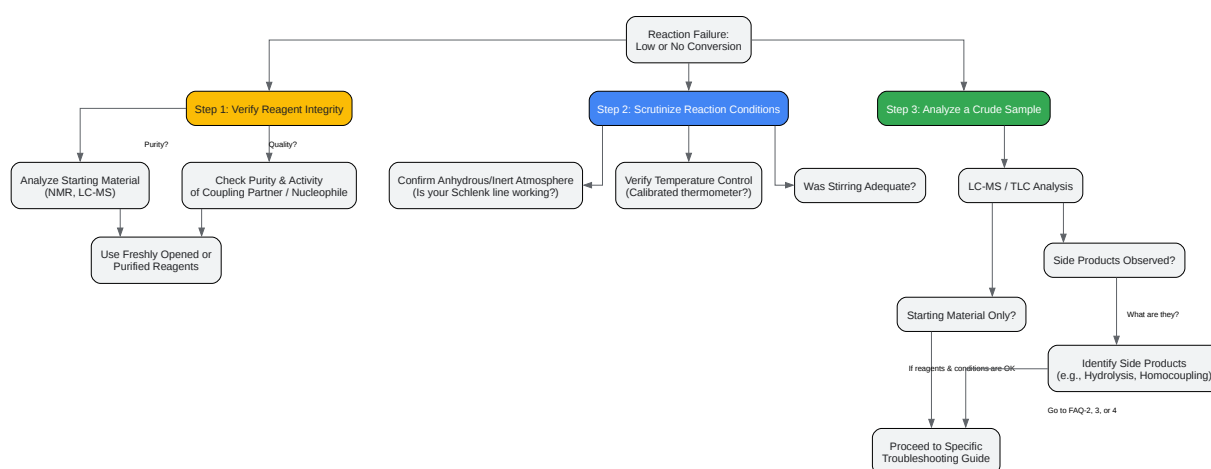 Reaction Failure:
Low or No Conversion
Step 1: Verify Reagent Integrity
Step 2: Scrutinize Reaction Conditions
Step 3: Analyze a Crude Sample
Purity?
Quality?
Analyze Starting Material
(NMR, LC-MS)
Check Purity & Activity
of Coupling Partner / Nucleophile
Confirm Anhydrous/Inert Atmosphere
(Is your Schlenk line working?)
Verify Temperature Control
(Calibrated thermometer?)
Was Stirring Adequate?
LC-MS / TLC Analysis
Use Freshly Opened or
Purified Reagents
Side Products Observed?
Starting Material Only?
What are they?
If reagents & conditions are OK
Identify Side Products
(e.g., Hydrolysis, Homocoupling)
Go to FAQ-2, 3, or 4
Proceed to Specific
Troubleshooting Guide